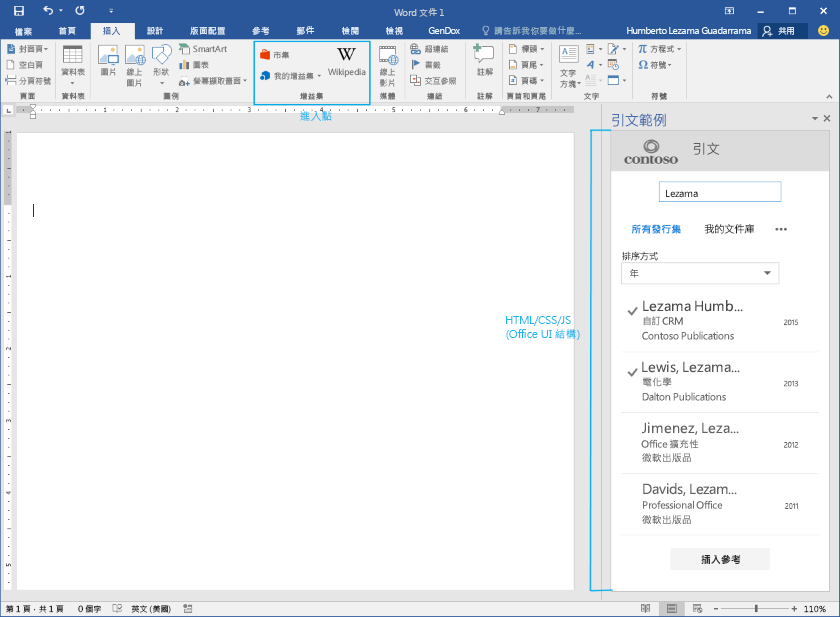 Word 文件 1
檔案 首頁 插入 設計 版面配置 參考 郵件 校閱 檢視 GenDox 請告訴我你要做什麼... Humberto Lezama Guadarrama 共用
封面頁
空白頁
分頁符號
頁面
資料表
資料表
圖片
線上
圖片
形狀
SmartArt
圖表
螢幕擷取畫面
圖例
市集
我的增益集
W
Wikipedia
增益集
線上
影片
媒體
超連結
書籤
交互參照
連結
註解
註解
標頭
頁尾
頁碼
頁首和頁尾
文字
方塊
文字
方程式
符號
符號
進入點
引文範例
contoso 引文
Lezama
所有發行集 我的文件庫 •••
排序方式
年
Lezama Humb...
自訂 CRM 2015
Contoso Publications
Lewis, Lezama...
電化學 2013
Dalton Publications
Jimenez, Leza...
Office 擴充性 2012
微軟出版品
Davids, Lezam...
Professional Office 2011
微軟出版品
插入參考
HTML/CSS/JS
(Office UI 結構)
第 1 頁，共 1 頁 0 個字 英文 (美國) 110%